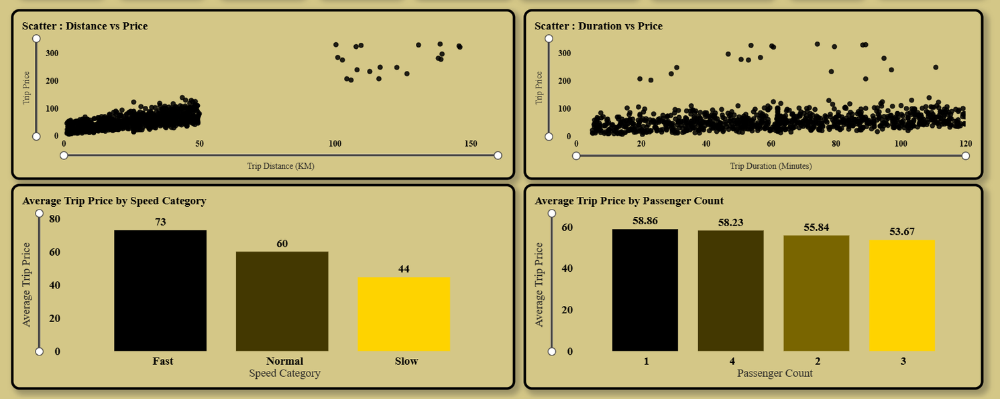 Scatter : Distance vs Price
Trip Price
300
200
100
0
0 50 100 150
Trip Distance (KM)
Scatter : Duration vs Price
Trip Price
300
200
100
0
0 20 40 60 80 100 120
Trip Duration (Minutes)
Average Trip Price by Speed Category
Average Trip Price
80
60
40
20
0
73
60
44
Fast Normal Slow
Speed Category
Average Trip Price by Passenger Count
Average Trip Price
60
40
20
0
58.86
58.23
55.84
53.67
1 4 2 3
Passenger Count